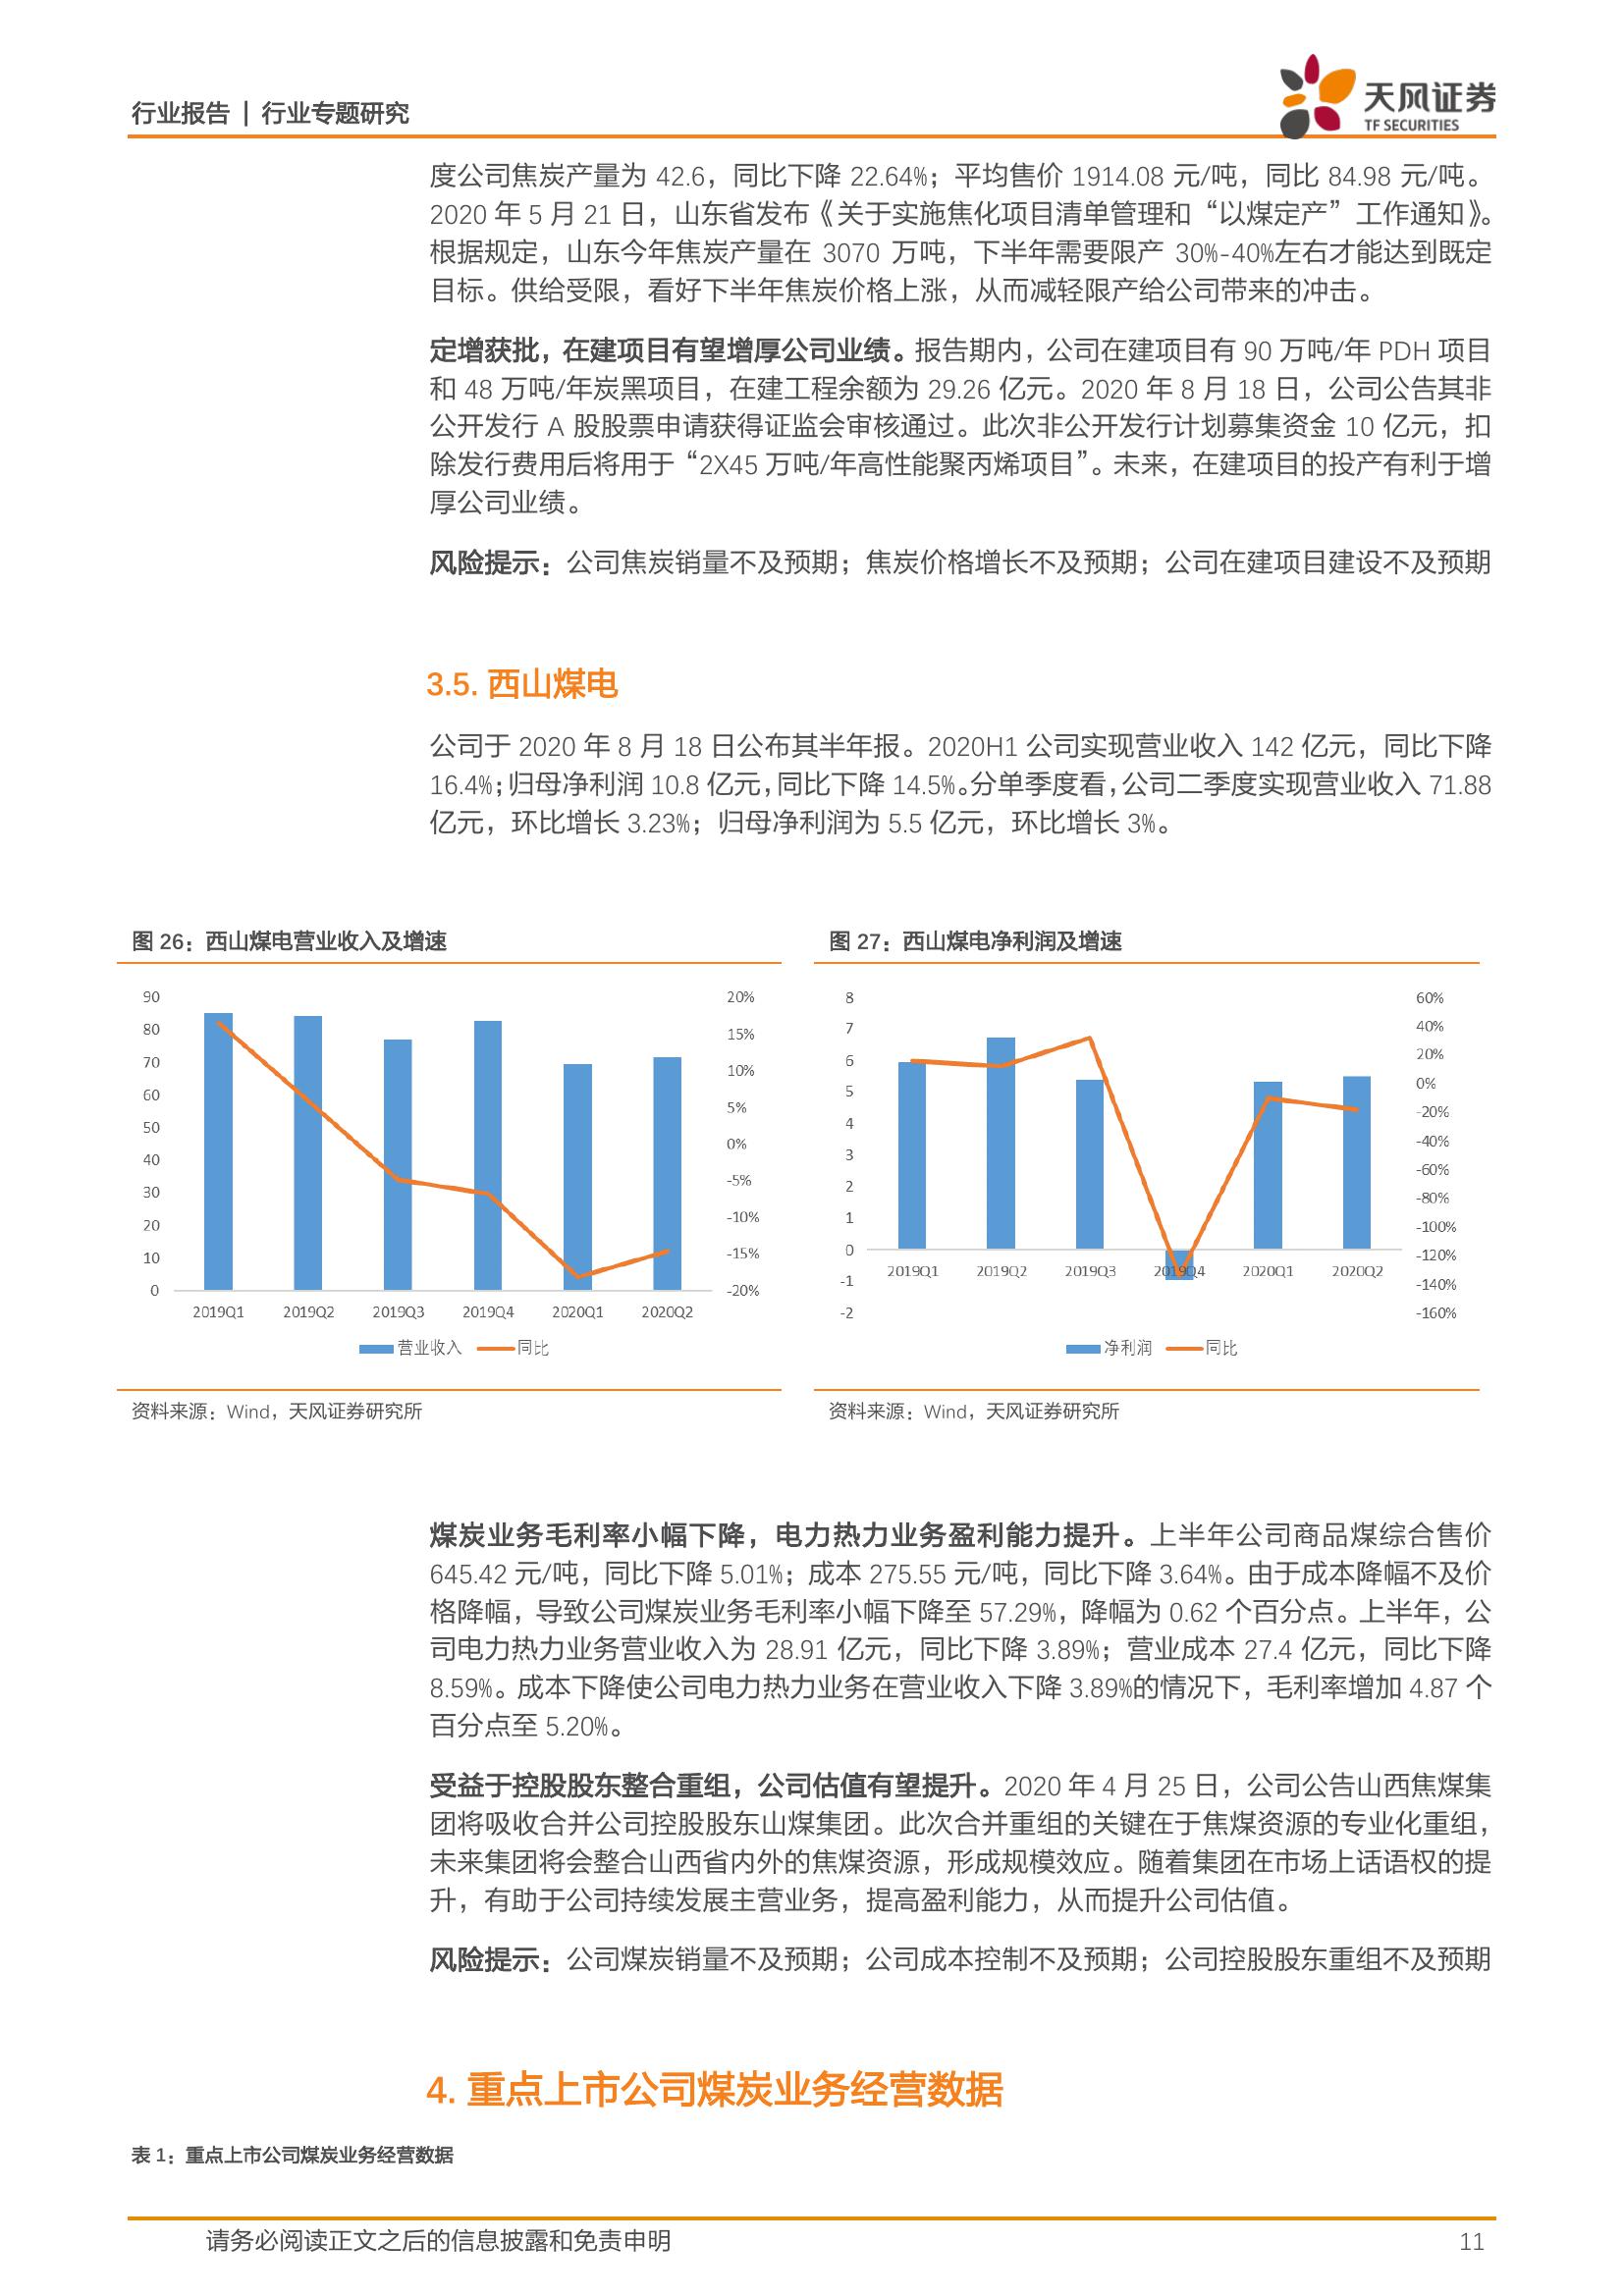 行业报告 | 行业专题研究
天风证券
TF SECURITIES
度公司焦炭产量为 42.6，同比下降 22.64%；平均售价 1914.08 元/吨，同比 84.98 元/吨。
2020 年 5 月 21 日，山东省发布《关于实施焦化项目清单管理和“以煤定产”工作通知》。
根据规定，山东今年焦炭产量在 3070 万吨，下半年需要限产 30%-40%左右才能达到既定
目标。供给受限，看好下半年焦炭价格上涨，从而减轻限产给公司带来的冲击。
定增获批，在建项目有望增厚公司业绩。报告期内，公司在建项目有 90 万吨/年 PDH 项目
和 48 万吨/年炭黑项目，在建工程余额为 29.26 亿元。2020 年 8 月 18 日，公司公告其非
公开发行 A 股股票申请获得证监会审核通过。此次非公开发行计划募集资金 10 亿元，扣
除发行费用后将用于“2X45 万吨/年高性能聚丙烯项目”。未来，在建项目的投产有利于增
厚公司业绩。
风险提示：公司焦炭销量不及预期；焦炭价格增长不及预期；公司在建项目建设不及预期
3.5. 西山煤电
公司于 2020 年 8 月 18 日公布其半年报。2020H1 公司实现营业收入 142 亿元，同比下降
16.4%；归母净利润 10.8 亿元，同比下降 14.5%。分单季度看，公司二季度实现营业收入 71.88
亿元，环比增长 3.23%；归母净利润为 5.5 亿元，环比增长 3%。
图 26：西山煤电营业收入及增速
90
80
70
60
50
40
30
20
10
0
20%
15%
10%
5%
0%
-5%
-10%
-15%
-20%
2019Q1 2019Q2 2019Q3 2019Q4 2020Q1 2020Q2
营业收入 同比
资料来源：Wind，天风证券研究所
图 27：西山煤电净利润及增速
8
7
6
5
4
3
2
1
0
-1
-2
60%
40%
20%
0%
-20%
-40%
-60%
-80%
-100%
-120%
-140%
-160%
2019Q1 2019Q2 2019Q3 2019Q4 2020Q1 2020Q2
净利润 同比
资料来源：Wind，天风证券研究所
煤炭业务毛利率小幅下降，电力热力业务盈利能力提升。上半年公司商品煤综合售价
645.42 元/吨，同比下降 5.01%；成本 275.55 元/吨，同比下降 3.64%。由于成本降幅不及价
格降幅，导致公司煤炭业务毛利率小幅下降至 57.29%，降幅为 0.62 个百分点。上半年，公
司电力热力业务营业收入为 28.91 亿元，同比下降 3.89%；营业成本 27.4 亿元，同比下降
8.59%。成本下降使公司电力热力业务在营业收入下降 3.89%的情况下，毛利率增加 4.87 个
百分点至 5.20%。
受益于控股股东整合重组，公司估值有望提升。2020 年 4 月 25 日，公司公告山西焦煤集
团将吸收合并公司控股股东山煤集团。此次合并重组的关键在于焦煤资源的专业化重组，
未来集团将会整合山西省内外的焦煤资源，形成规模效应。随着集团在市场上话语权的提
升，有助于公司持续发展主营业务，提高盈利能力，从而提升公司估值。
风险提示：公司煤炭销量不及预期；公司成本控制不及预期；公司控股股东重组不及预期
4. 重点上市公司煤炭业务经营数据
表 1：重点上市公司煤炭业务经营数据
请务必阅读正文之后的信息披露和免责申明
11